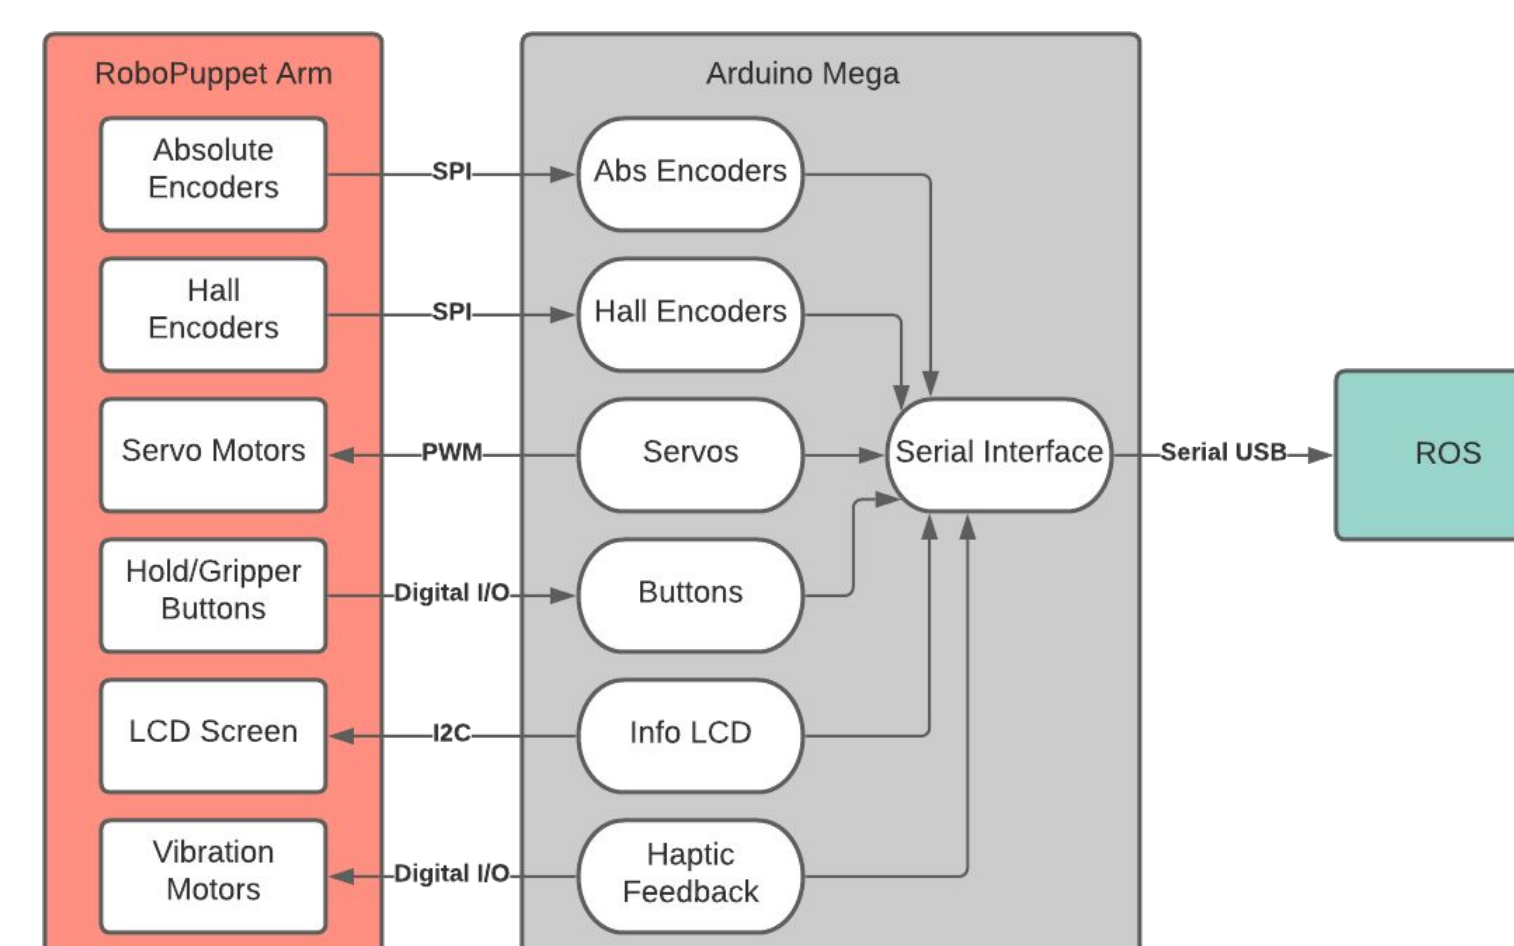 RoboPuppet Arm
Arduino Mega
Absolute
Encoders
SPI
Abs Encoders
Hall
Encoders
SPI
Hall Encoders
Servo Motors
PWM
Servos
Serial Interface
Serial USB
ROS
Hold/Gripper
Buttons
Digital I/O
Buttons
LCD Screen
I2C
Info LCD
Vibration
Motors
Digital I/O
Haptic
Feedback